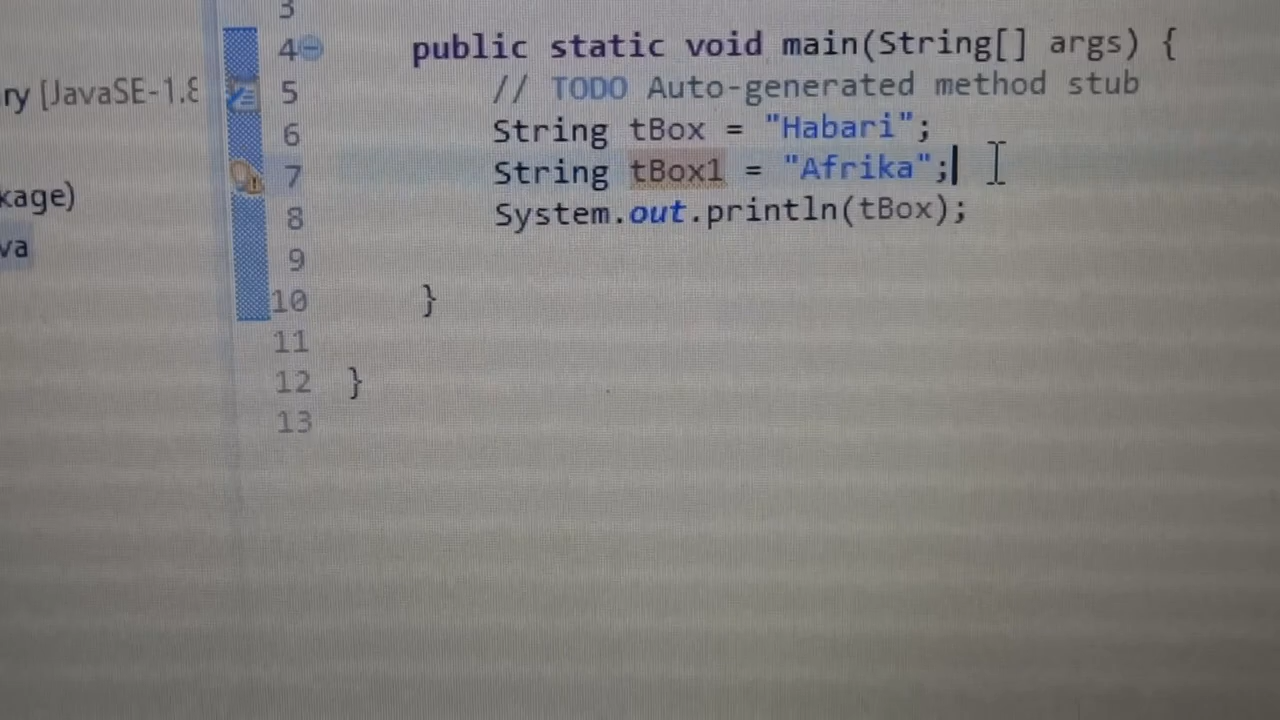 3
4 public static void main(String[] args) {
ry [JavaSE-1.8
5 // TODO Auto-generated method stub
6 String tBox = "Habari";
7 String tBox1 = "Afrika";
kage)
8 System.out.println(tBox);
va
9
10 }
11
12 }
13